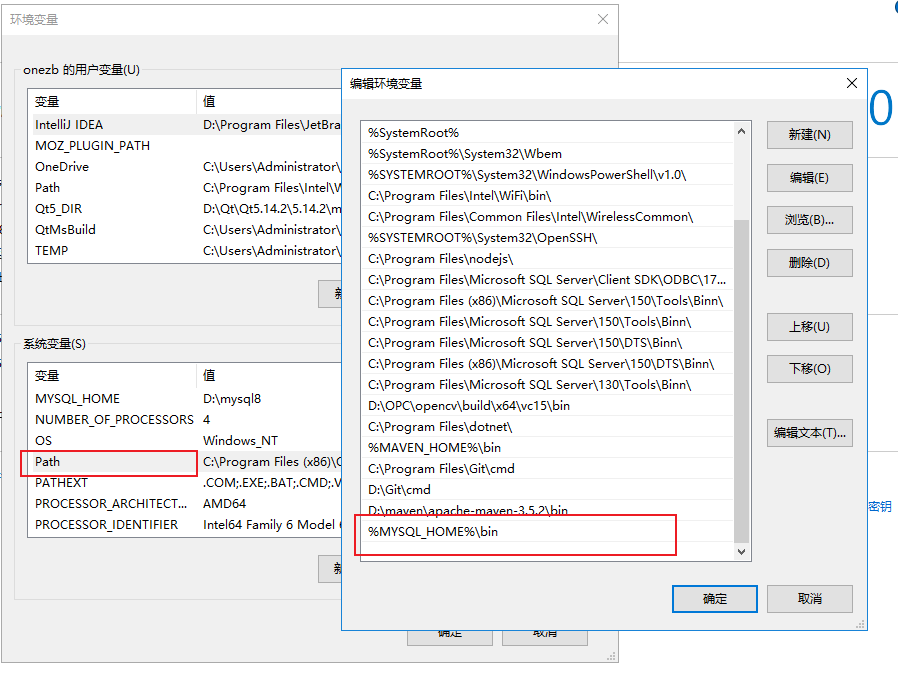 环境变量
onezb 的用户变量(U)
变量 值
IntelliJ IDEA D:\Program Files\JetBra
MOZ_PLUGIN_PATH
OneDrive C:\Users\Administrator\
Path C:\Program Files\Intel\W
Qt5_DIR D:\Qt\Qt5.14.2\5.14.2\m
QtMsBuild C:\Users\Administrator\
TEMP C:\Users\Administrator\
新
系统变量(S)
变量 值
MYSQL_HOME D:\mysql8
NUMBER_OF_PROCESSORS 4
OS Windows_NT
Path C:\Program Files (x86)\C
PATHEXT .COM;.EXE;.BAT;.CMD;.V
PROCESSOR_ARCHITECT... AMD64
PROCESSOR_IDENTIFIER Intel64 Family 6 Model
新
确定 取消
编辑环境变量
%SystemRoot%
%SystemRoot%\System32\Wbem
%SYSTEMROOT%\System32\WindowsPowerShell\v1.0\
C:\Program Files\Intel\WiFi\bin\
C:\Program Files\Common Files\Intel\WirelessCommon\
%SYSTEMROOT%\System32\OpenSSH\
C:\Program Files\nodejs\
C:\Program Files\Microsoft SQL Server\Client SDK\ODBC\17...
C:\Program Files (x86)\Microsoft SQL Server\150\Tools\Binn\
C:\Program Files\Microsoft SQL Server\150\Tools\Binn\
C:\Program Files\Microsoft SQL Server\150\DTS\Binn\
C:\Program Files (x86)\Microsoft SQL Server\150\DTS\Binn\
C:\Program Files\Microsoft SQL Server\130\Tools\Binn\
D:\OPC\opencv\build\x64\vc15\bin
C:\Program Files\dotnet\
%MAVEN_HOME%\bin
C:\Program Files\Git\cmd
D:\Git\cmd
D:\maven\apache-maven-3.5.2\bin
%MYSQL_HOME%\bin
新建(N)
编辑(E)
浏览(B)...
删除(D)
上移(U)
下移(O)
编辑文本(T)...
确定 取消
0
密钥